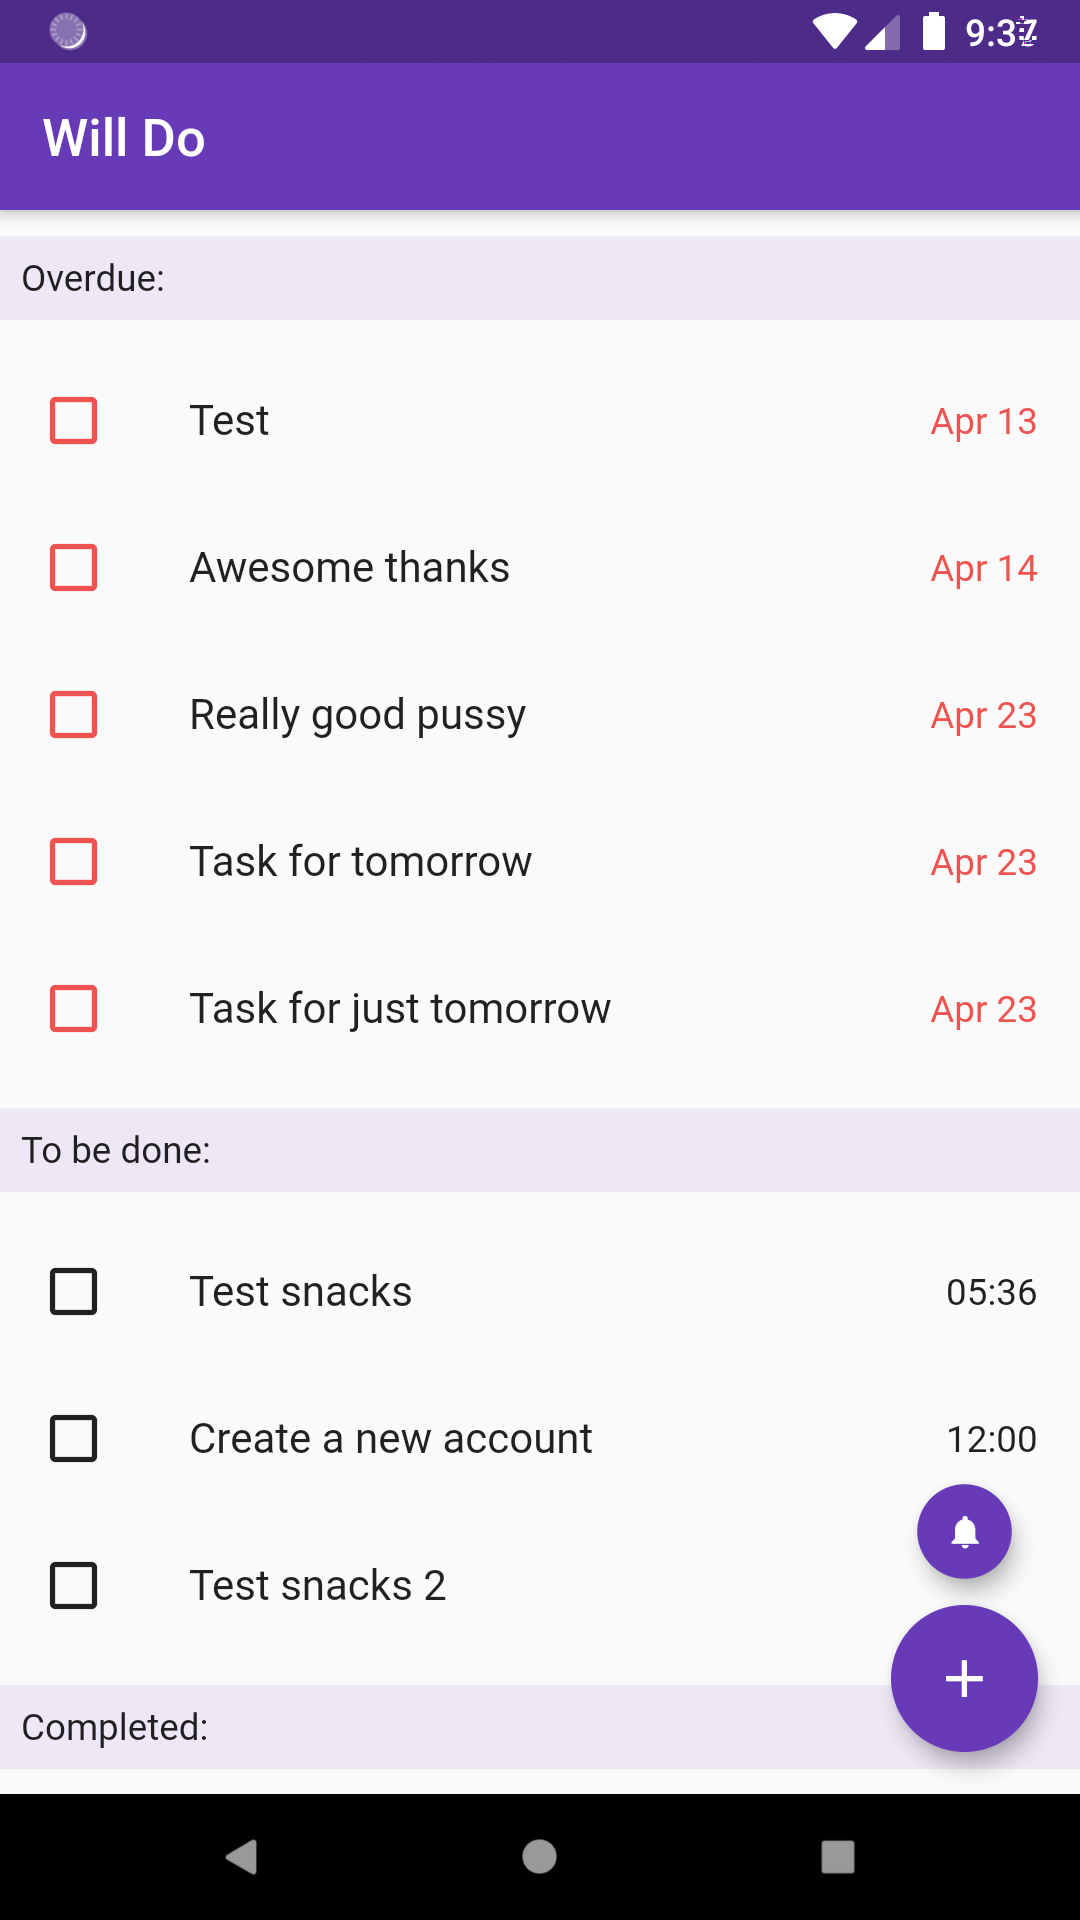 Will Do
Overdue:
Test Apr 13
Awesome thanks Apr 14
Really good pussy Apr 23
Task for tomorrow Apr 23
Task for just tomorrow Apr 23
To be done:
Test snacks 05:36
Create a new account 12:00
Test snacks 2
Completed: